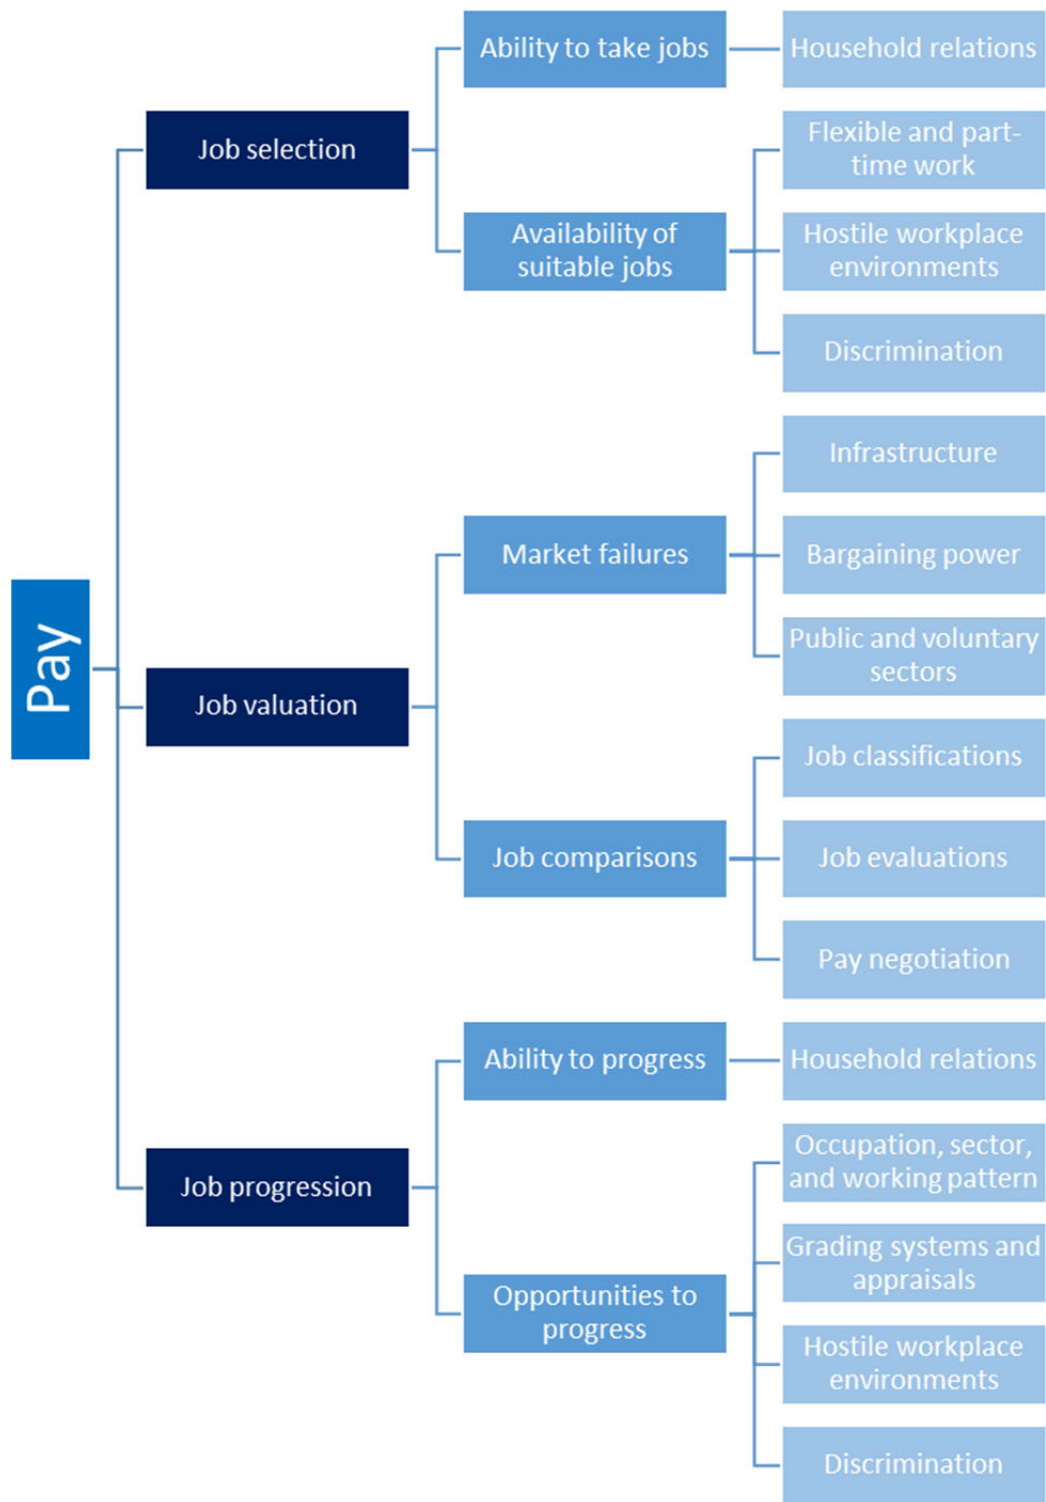 Pay
Job selection
Ability to take jobs
Household relations
Availability of
suitable jobs
Flexible and part-
time work
Hostile workplace
environments
Discrimination
Job valuation
Market failures
Infrastructure
Bargaining power
Public and voluntary
sectors
Job comparisons
Job classifications
Job evaluations
Pay negotiation
Job progression
Ability to progress
Household relations
Opportunities to
progress
Occupation, sector,
and working pattern
Grading systems and
appraisals
Hostile workplace
environments
Discrimination